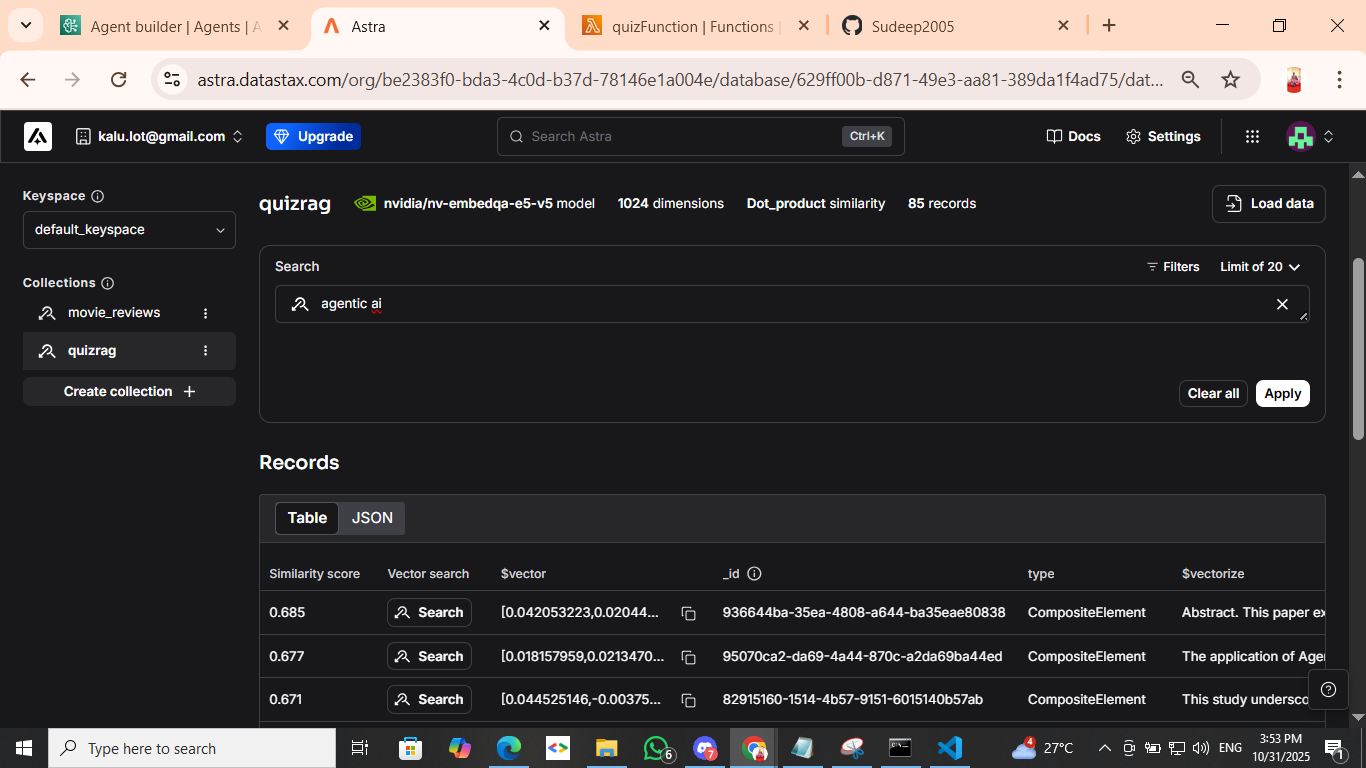 Agent builder | Agents | A
Astra
quizFunction | Functions |
Sudeep2005
astra.datastax.com/org/be2383f0-bda3-4c0d-b37d-78146e1a004e/database/629ff00b-d871-49e3-aa81-389da1f4ad75/dat...
kalu.lot@gmail.com
Upgrade
Search Astra
Ctrl+K
Docs
Settings
Keyspace
default_keyspace
Collections
movie_reviews
quizrag
Create collection +
quizrag
nvidia/nv-embedqa-e5-v5 model
1024 dimensions
Dot_product similarity
85 records
Load data
Search
Filters
Limit of 20
agentic ai
Clear all
Apply
Records
Table
JSON
Similarity score Vector search $vector _id type $vectorize
0.685 Search [0.042053223,0.02044... 936644ba-35ea-4808-a644-ba35eae80838 CompositeElement Abstract. This paper ex
0.677 Search [0.018157959,0.0213470... 95070ca2-da69-4a44-870c-a2da69ba44ed CompositeElement The application of Agen
0.671 Search [0.044525146,-0.00375... 82915160-1514-4b57-9151-6015140b57ab CompositeElement This study undersco
Type here to search
6
7
27°C
ENG
3:53 PM
10/31/2025
1